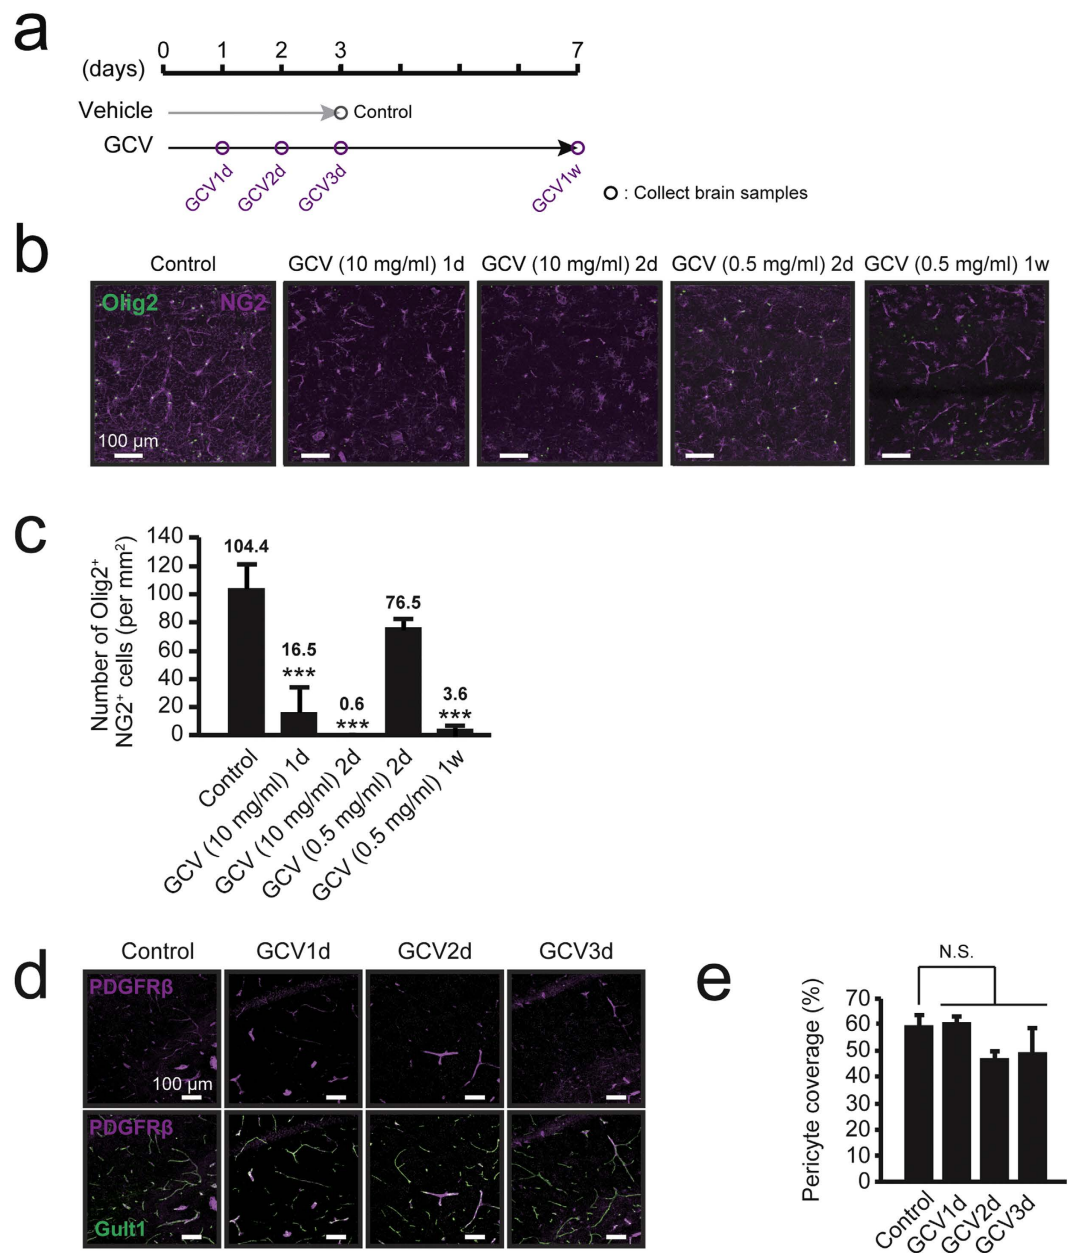 a
0 1 2 3 7
(days)
Vehicle
Control
GCV
GCV1d
GCV2d
GCV3d
GCV1w
: Collect brain samples
b
Control
GCV (10 mg/ml) 1d
GCV (10 mg/ml) 2d
GCV (0.5 mg/ml) 2d
GCV (0.5 mg/ml) 1w
Olig2 NG2
100 µm
c
Number of Olig2⁺
NG2⁺ cells (per mm²)
140
120
100
80
60
40
20
0
104.4
16.5
***
0.6
***
76.5
3.6
***
Control
GCV (10 mg/ml) 1d
GCV (10 mg/ml) 2d
GCV (0.5 mg/ml) 2d
GCV (0.5 mg/ml) 1w
d
Control
GCV1d
GCV2d
GCV3d
PDGFRβ
100 µm
PDGFRβ
Gult1
e
N.S.
Pericyte coverage (%)
70
60
50
40
30
20
10
0
Control
GCV1d
GCV2d
GCV3d